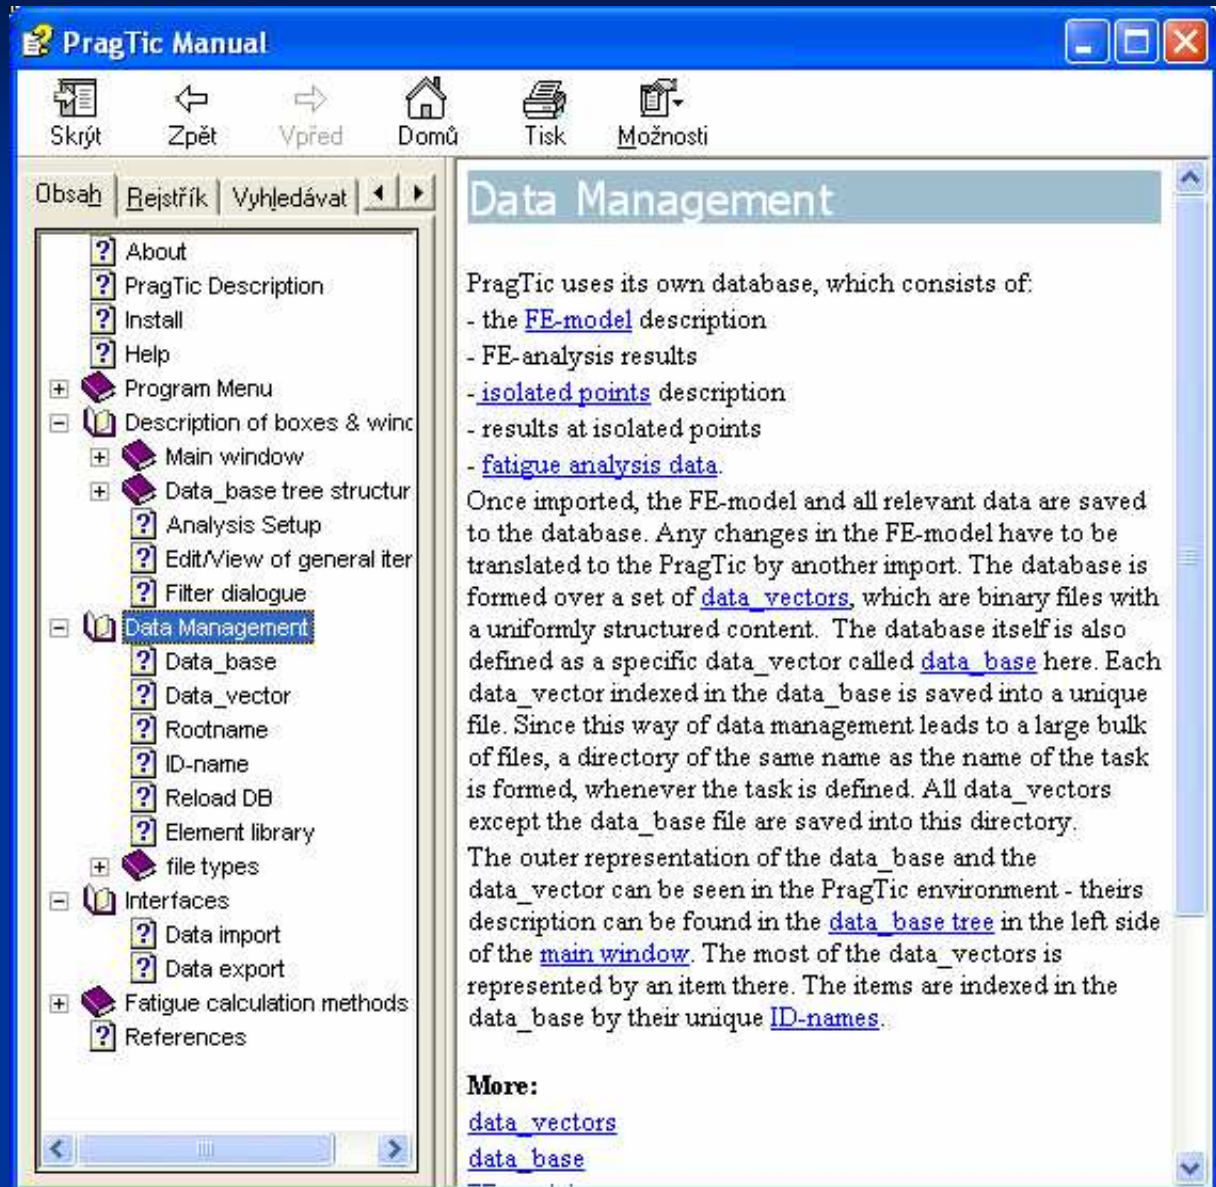 PragTic Manual
Skrýt Zpět Vpřed Domů Tisk Možnosti
Obsah Rejstřík Vyhledávat
About
PragTic Description
Install
Help
Program Menu
Description of boxes & winc
Main window
Data_base tree structur
Analysis Setup
Edit/View of general iter
Filter dialogue
Data Management
Data_base
Data_vector
Rootname
ID-name
Reload DB
Element library
file types
Interfaces
Data import
Data export
Fatigue calculation methods
References
Data Management
PragTic uses its own database, which consists of:
- the FE-model description
- FE-analysis results
- isolated points description
- results at isolated points
- fatigue analysis data.
Once imported, the FE-model and all relevant data are saved
to the database. Any changes in the FE-model have to be
translated to the PragTic by another import. The database is
formed over a set of data_vectors, which are binary files with
a uniformly structured content. The database itself is also
defined as a specific data_vector called data_base here. Each
data_vector indexed in the data_base is saved into a unique
file. Since this way of data management leads to a large bulk
of files, a directory of the same name as the name of the task
is formed, whenever the task is defined. All data_vectors
except the data_base file are saved into this directory.
The outer representation of the data_base and the
data_vector can be seen in the PragTic environment - theirs
description can be found in the data_base tree in the left side
of the main window. The most of the data_vectors is
represented by an item there. The items are indexed in the
data_base by their unique ID-names.
More:
data_vectors
data_base